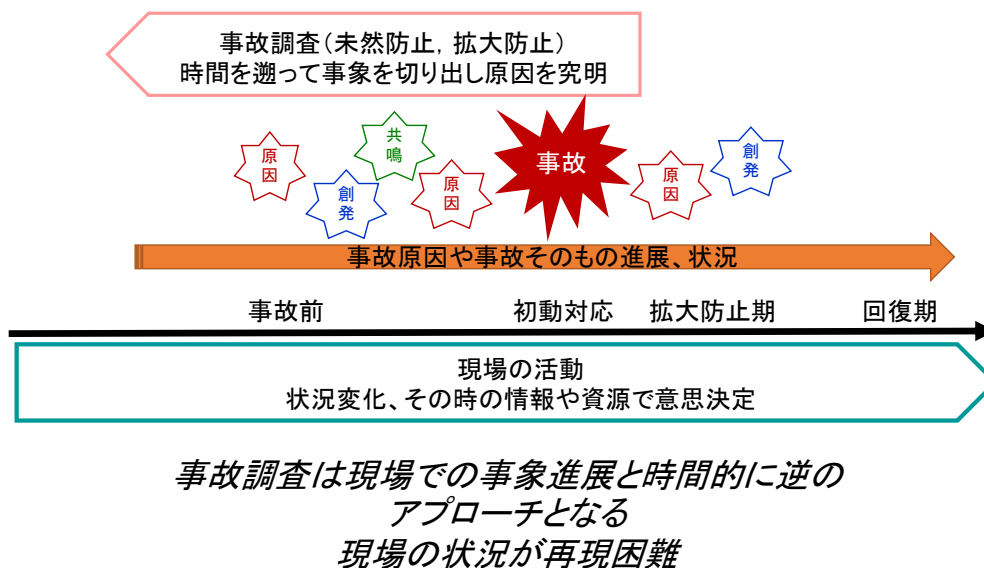 事故調査(未然防止, 拡大防止)
時間を遡って事象を切り出し原因を究明
原因
創発
共鳴
原因
事故
原因
創発
事故原因や事故そのもの進展、状況
事故前
初動対応
拡大防止期
回復期
現場の活動
状況変化、その時の情報や資源で意思決定
事故調査は現場での事象進展と時間的に逆の
アプローチとなる
現場の状況が再現困難